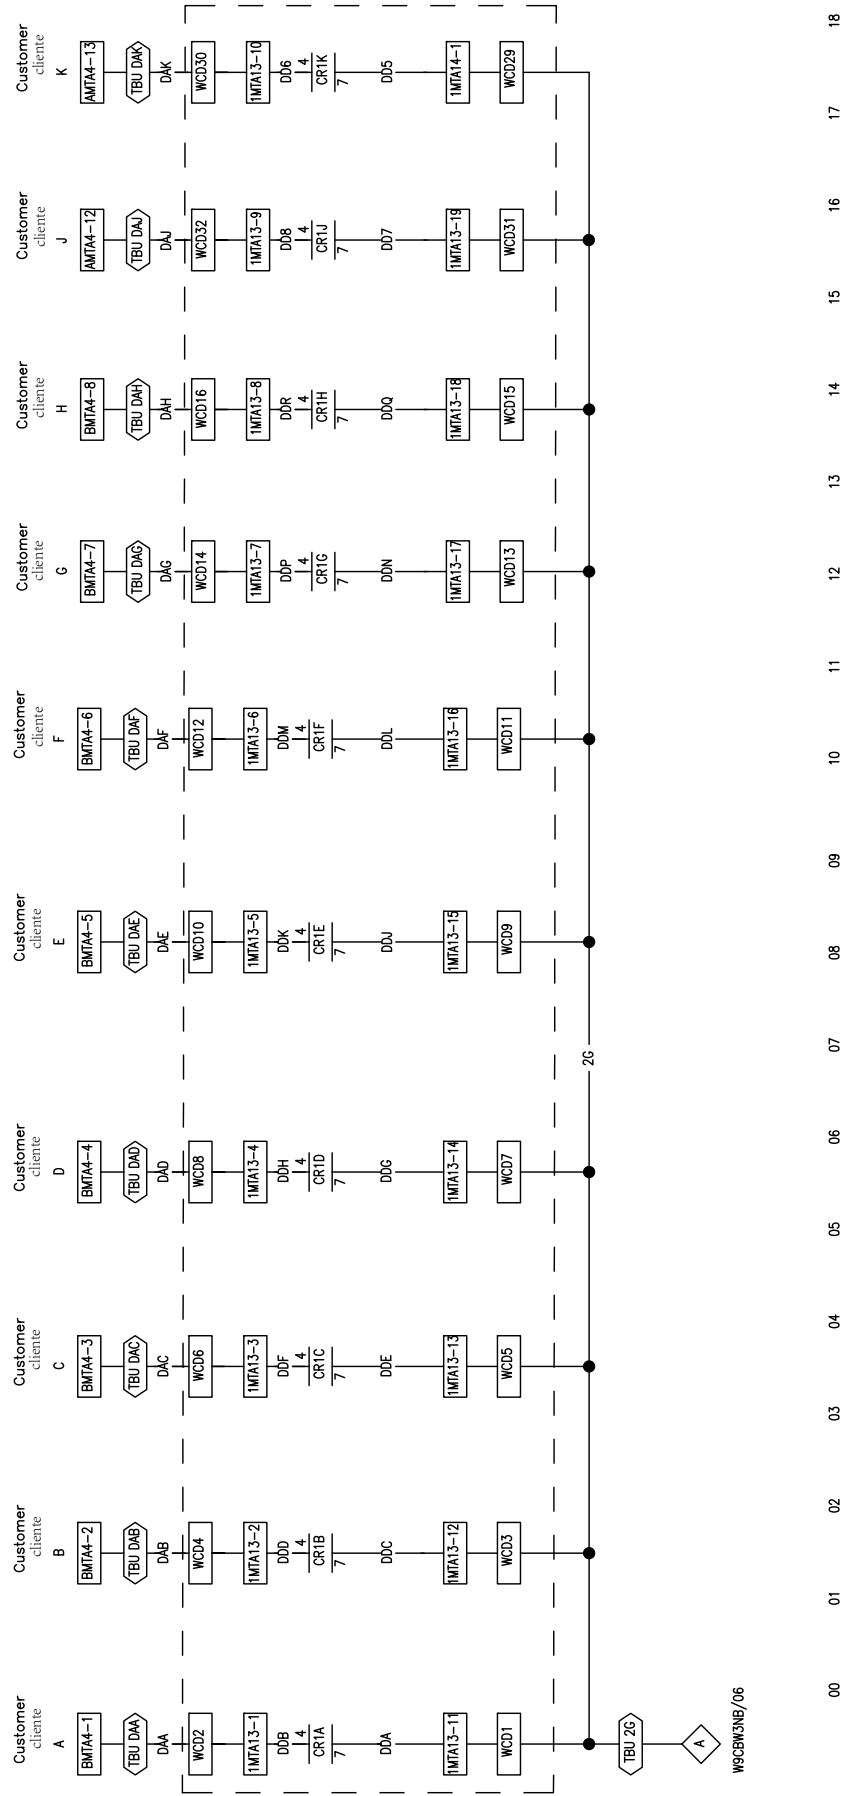 Customer
cliente
A
BMTA4-1
TBU DAA
DAA
WCD2
1MTA13-1
DDB
4
CR1A
7
DDA
1MTA13-11
WCD1
TBU 2G
A
W9CBW3NB/06
Customer
cliente
B
BMTA4-2
TBU DAB
DAB
WCD4
1MTA13-2
DDD
4
CR1B
7
DDC
1MTA13-12
WCD3
Customer
cliente
C
BMTA4-3
TBU DAC
DAC
WCD6
1MTA13-3
DDF
4
CR1C
7
DDE
1MTA13-13
WCD5
Customer
cliente
D
BMTA4-4
TBU DAD
DAD
WCD8
1MTA13-4
DDH
4
CR1D
7
DDG
1MTA13-14
WCD7
2G
Customer
cliente
E
BMTA4-5
TBU DAE
DAE
WCD10
1MTA13-5
DDK
4
CR1E
7
DDJ
1MTA13-15
WCD9
Customer
cliente
F
BMTA4-6
TBU DAF
DAF
WCD12
1MTA13-6
DDM
4
CR1F
7
DDL
1MTA13-16
WCD11
Customer
cliente
G
BMTA4-7
TBU DAG
DAG
WCD14
1MTA13-7
DDP
4
CR1G
7
DDN
1MTA13-17
WCD13
Customer
cliente
H
BMTA4-8
TBU DAH
DAH
WCD16
1MTA13-8
DDR
4
CR1H
7
DDQ
1MTA13-18
WCD15
Customer
cliente
J
AMTA4-12
TBU DAJ
DAJ
WCD32
1MTA13-9
DD8
4
CR1J
7
DD7
1MTA13-19
WCD31
Customer
cliente
K
AMTA4-13
TBU DAK
DAK
WCD30
1MTA13-10
DD6
4
CR1K
7
DD5
1MTA14-1
WCD29
00
01
02
03
04
05
06
07
08
09
10
11
12
13
14
15
16
17
18